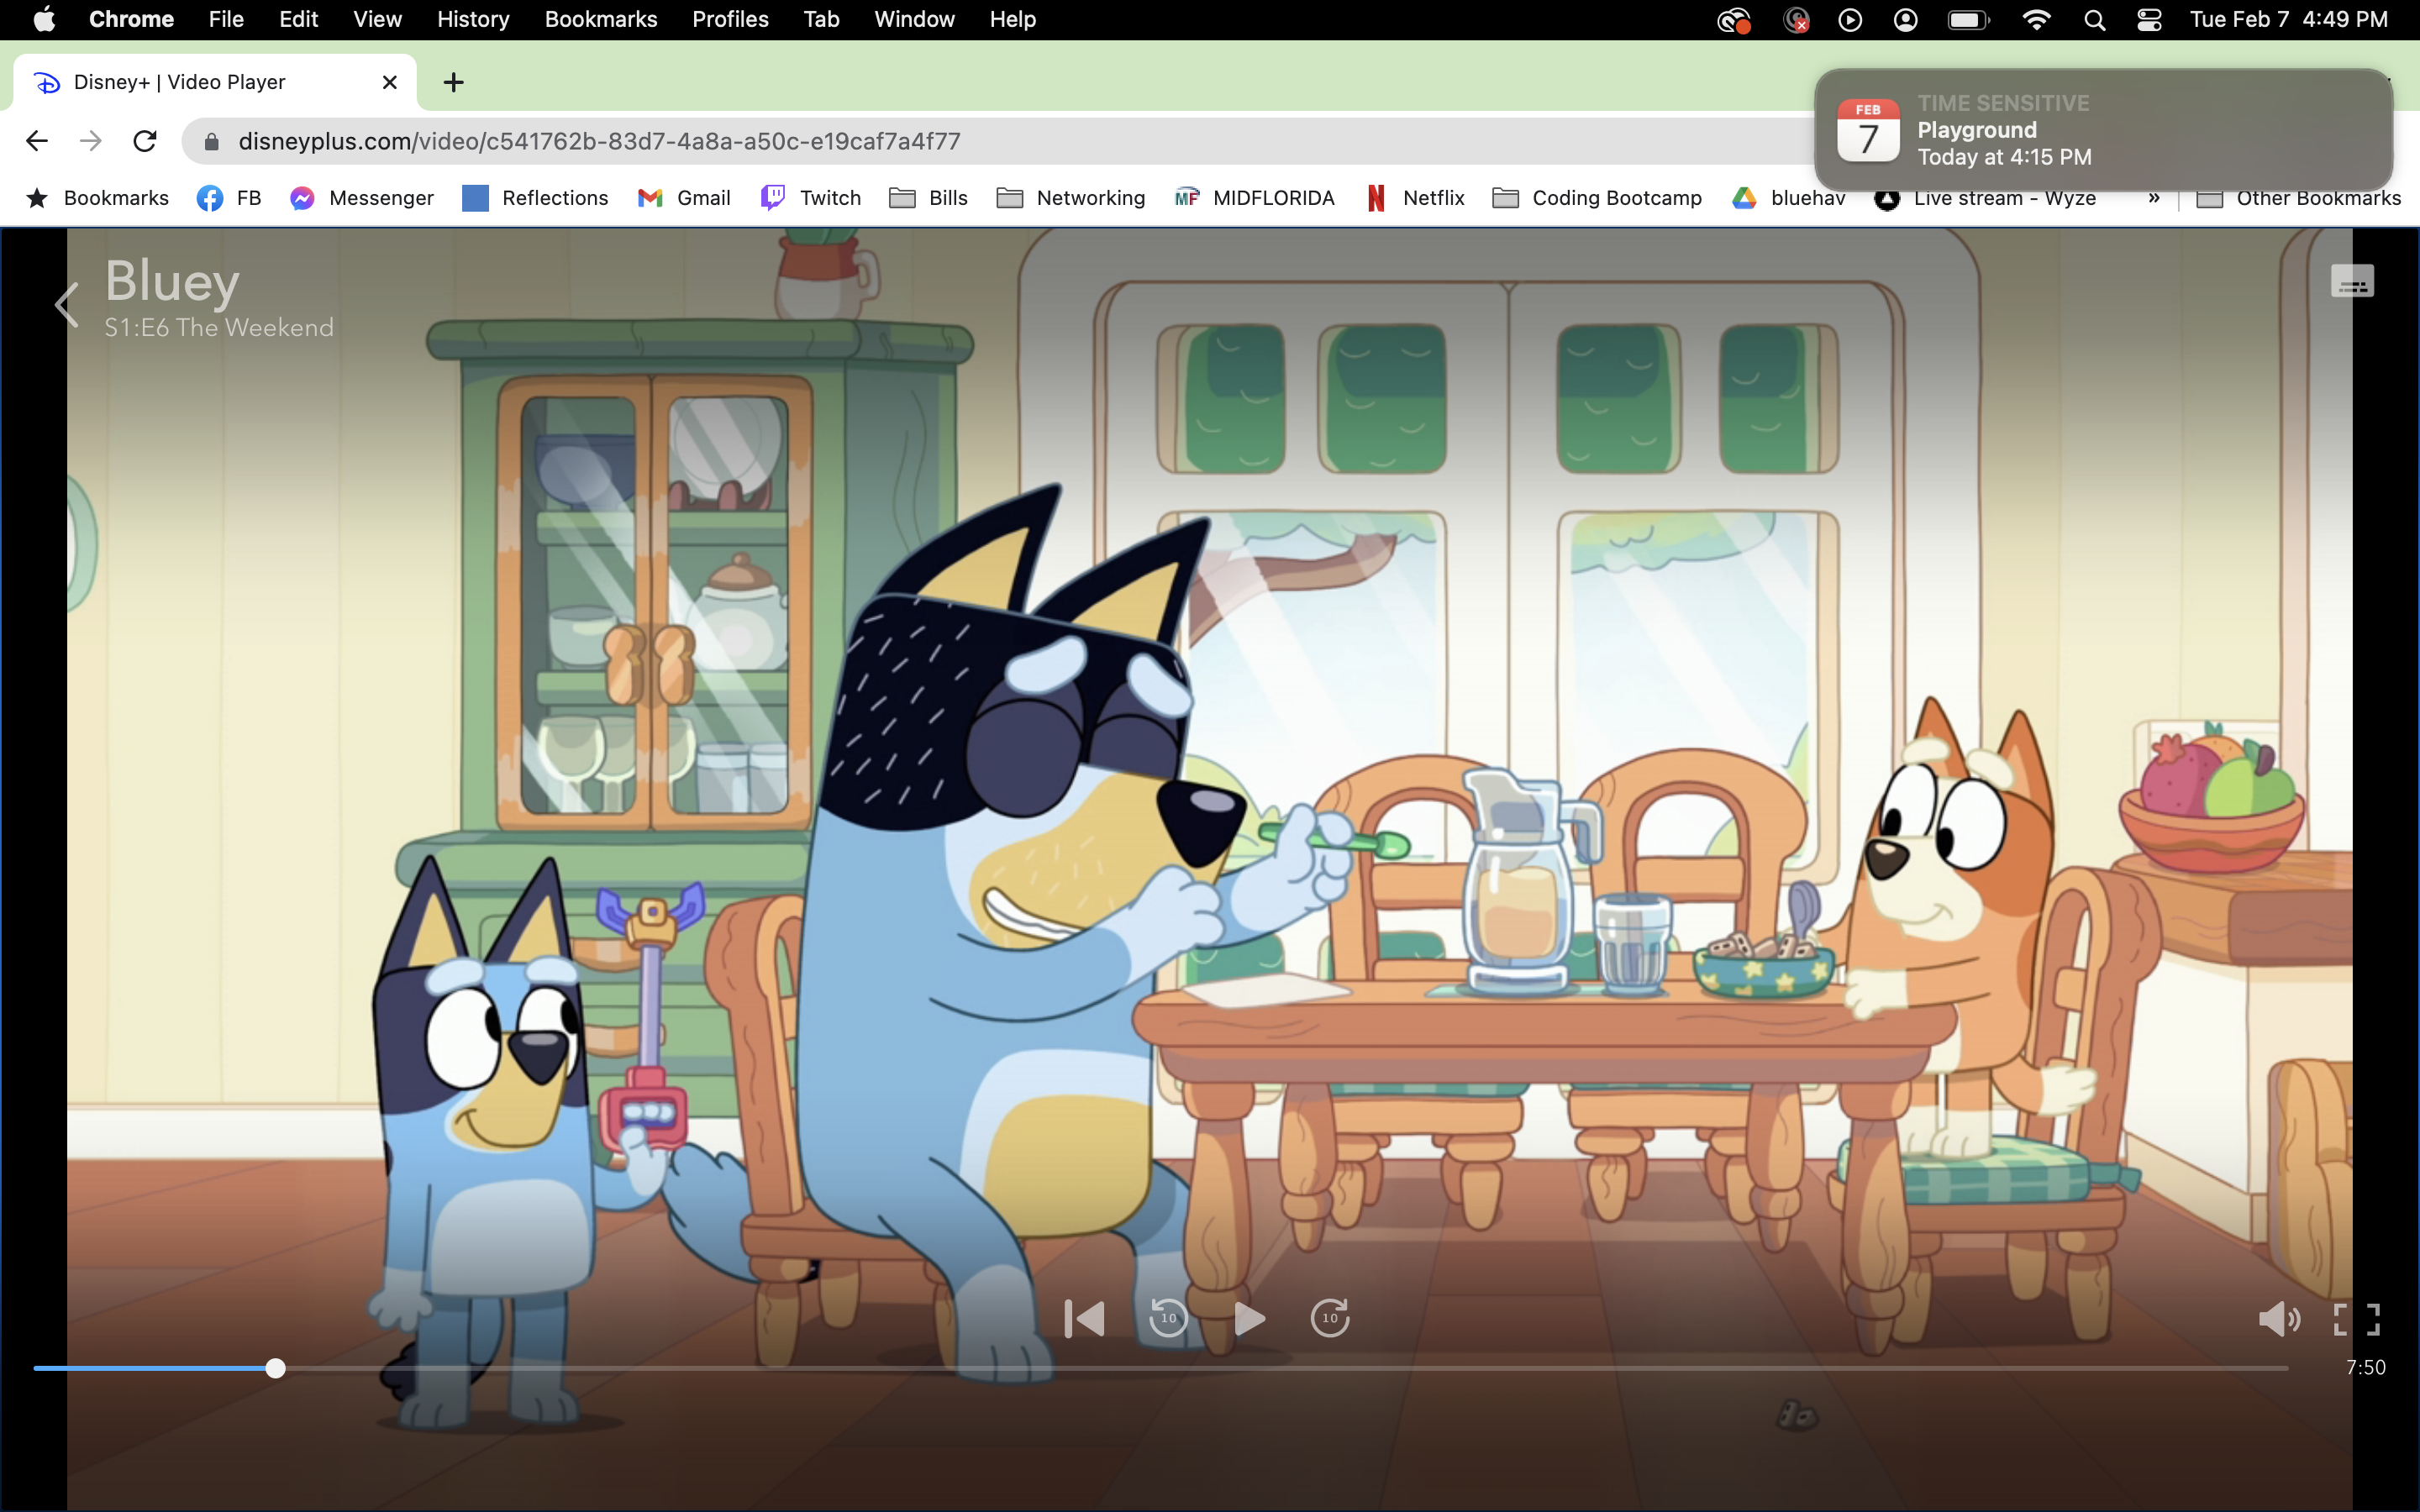 Chrome File Edit View History Bookmarks Profiles Tab Window Help Tue Feb 7 4:49 PM
Disney+ | Video Player
FEB
7
TIME SENSITIVE
Playground
Today at 4:15 PM
disneyplus.com/video/c541762b-83d7-4a8a-a50c-e19caf7a4f77
Bookmarks FB Messenger Reflections Gmail Twitch Bills Networking MF MIDFLORIDA Netflix Coding Bootcamp bluehav Live stream - Wyze » Other Bookmarks
Bluey
S1:E6 The Weekend
10 10
7:50